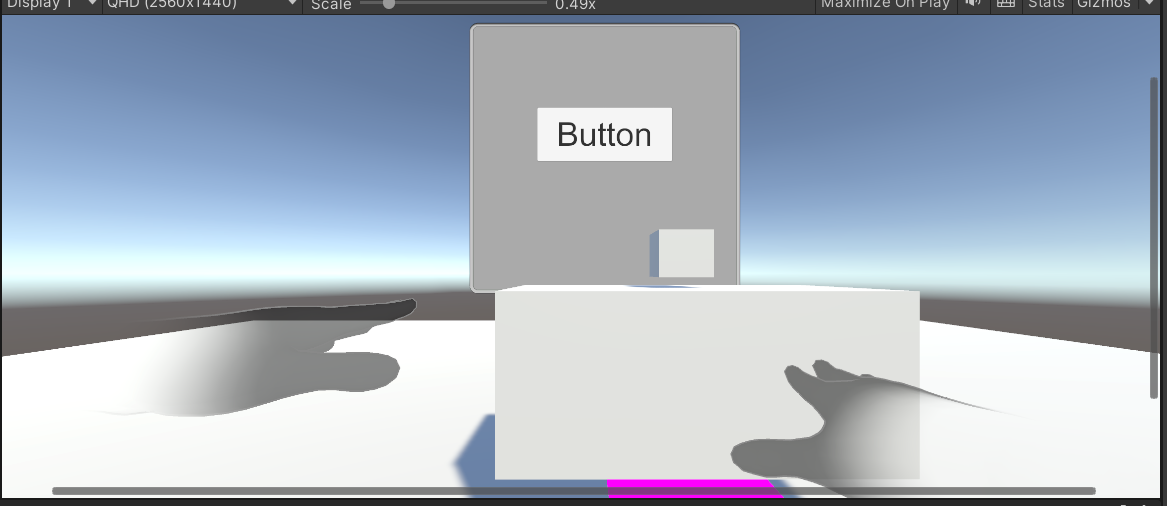 Display 1 QHD (2560x1440) Scale 0.49x Maximize On Play Stats Gizmos
Button